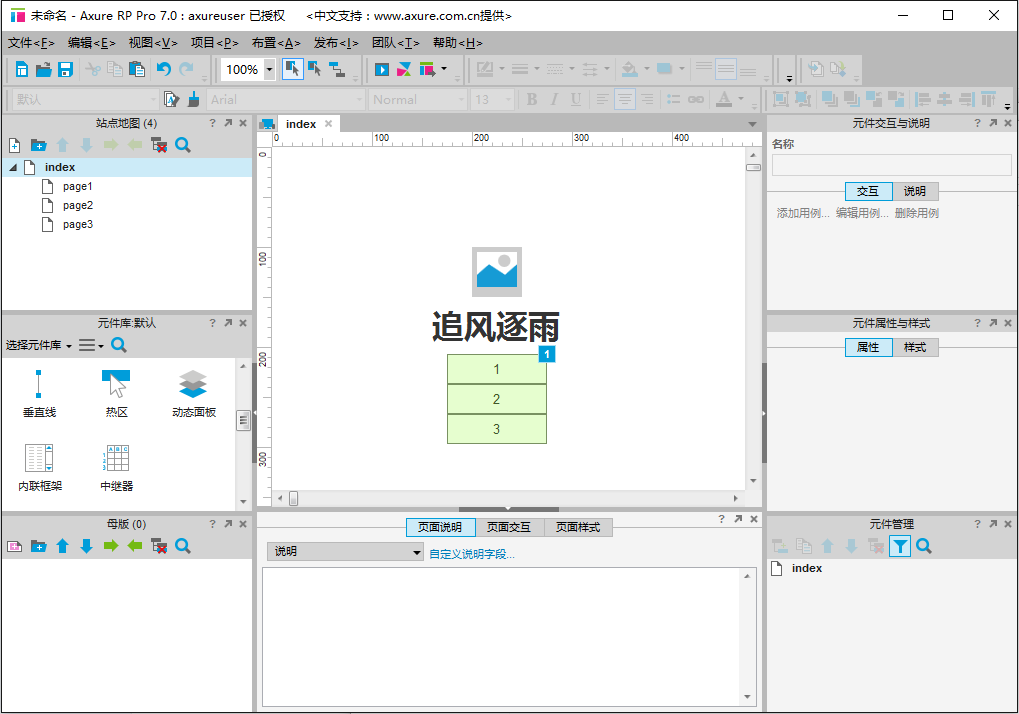 未命名 - Axure RP Pro 7.0 : axureuser 已授权 <中文支持：www.axure.com.cn提供>
文件<F> 编辑<E> 视图<V> 项目<P> 布置<A> 发布<I> 团队<T> 帮助<H>
100%
默认 Arial Normal 13 B I U A
站点地图 (4) ?
index
page1
page2
page3
元件库:默认 ?
选择元件库
垂直线 热区 动态面板
内联框架 中继器
母版 (0) ?
index
0 100 200 300 400
0
100
200
300
追风逐雨
1
1
2
3
?
页面说明 页面交互 页面样式
说明 自定义说明字段...
元件交互与说明 ?
名称
交互 说明
添加用例... 编辑用例... 删除用例
元件属性与样式 ?
属性 样式
元件管理 ?
index